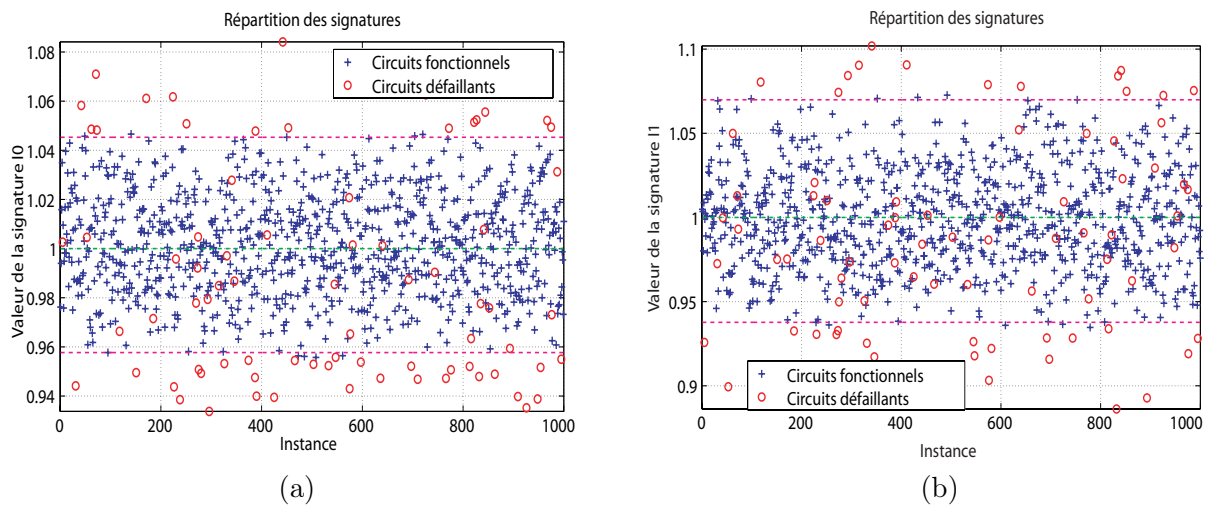 Répartition des signatures
1.08
1.06
1.04
1.02
1
0.98
0.96
0.94
Valeur de la signature I0
Circuits fonctionnels
Circuits défaillants
0 200 400 600 800 1000
Instance
(a)
Répartition des signatures
1.1
1.05
1
0.95
0.9
Valeur de la signature I1
Circuits fonctionnels
Circuits défaillants
0 200 400 600 800 1000
Instance
(b)